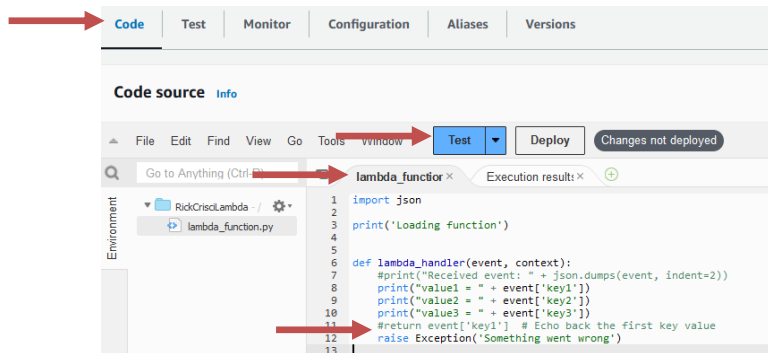 Code Test Monitor Configuration Aliases Versions
Code source Info
File Edit Find View Go Tools Window Test Deploy Changes not deployed
Go to Anything (Ctrl-P) lambda_function × Execution results ×
Environment
RickCrisciLambda - /
lambda_function.py
1 import json
2
3 print('Loading function')
4
5
6 def lambda_handler(event, context):
7 #print("Received event: " + json.dumps(event, indent=2))
8 print("value1 = " + event['key1'])
9 print("value2 = " + event['key2'])
10 print("value3 = " + event['key3'])
11 #return event['key1'] # Echo back the first key value
12 raise Exception('Something went wrong')
13